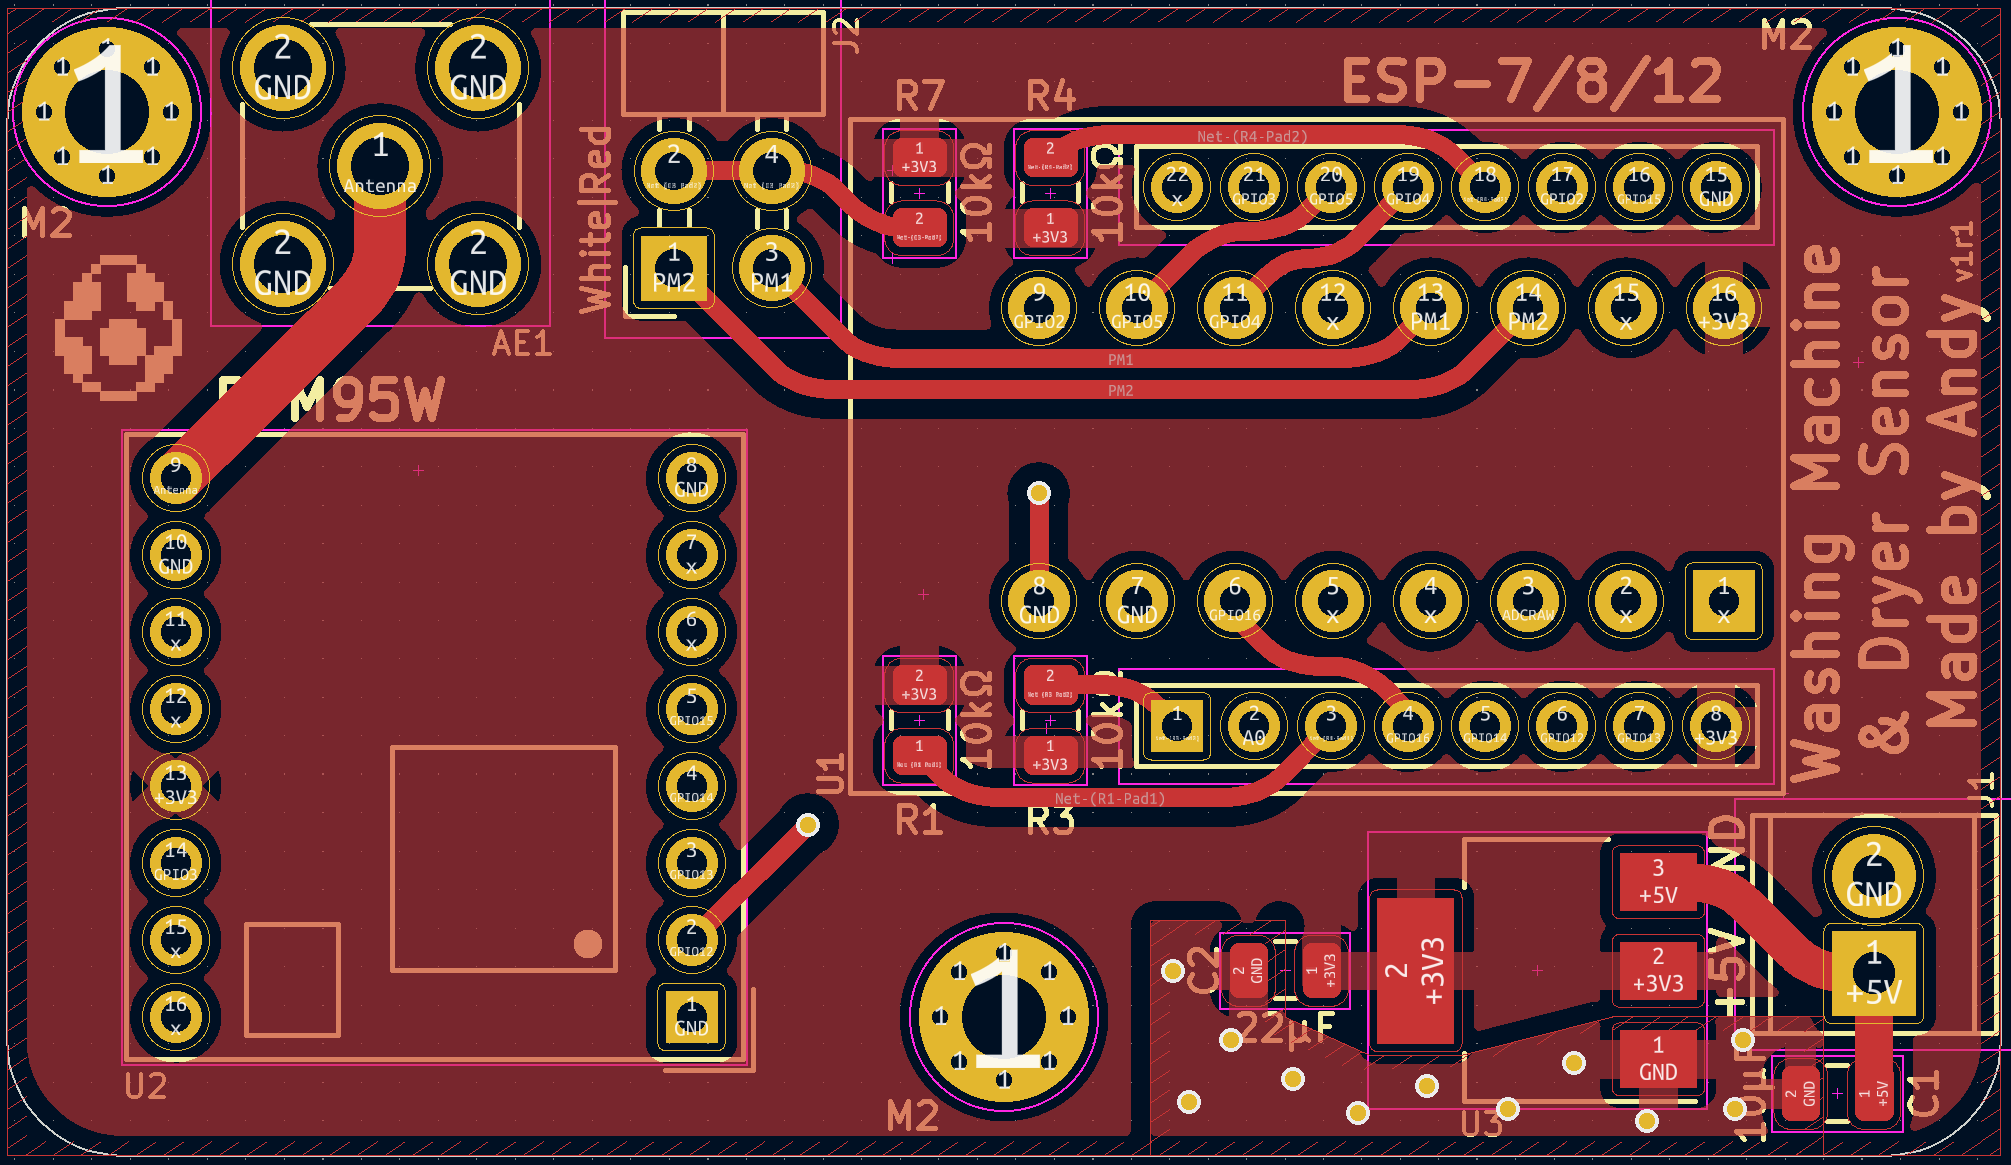 M2
2
GND
2
GND
1
Antenna
2
GND
2
GND
AE1
J2
White|Red
2
4
1
PM2
3
PM1
R7
R4
ESP-7/8/12
M2
1
1
1
+3V3
2
10kΩ
2
1
+3V3
10kΩ
Net-(R4-Pad2)
22
x
21
GPIO3
20
GPIO5
19
GPIO4
18
17
GPIO2
16
GPIO15
15
GND
9
GPIO2
10
GPIO5
11
GPIO4
12
x
13
PM1
14
PM2
15
x
16
+3V3
PM1
PM2
Washing Machine
& Dryer Sensor
Made by Andy v1r1
M95W
9
Antenna
10
GND
11
x
12
x
13
+3V3
14
GPIO3
15
x
16
x
8
GND
7
x
6
x
5
GPIO15
4
GPIO14
3
GPIO13
2
GPIO12
1
GND
U2
U1
8
GND
7
GND
6
GPIO16
5
x
4
x
3
ADCRAW
2
x
1
x
2
+3V3
1
10kΩ
2
1
+3V3
10kΩ
1
2
A0
3
4
GPIO16
5
GPIO14
6
GPIO12
7
GPIO13
8
+3V3
Net-(R1-Pad1)
R1
R3
M2
1
C2
2
GND
1
+3V3
22µF
2
+3V3
3
+5V
2
+3V3
1
GND
U3
J1
+5V
ND
2
GND
1
+5V
10µF
2
GND
1
+5V
C1